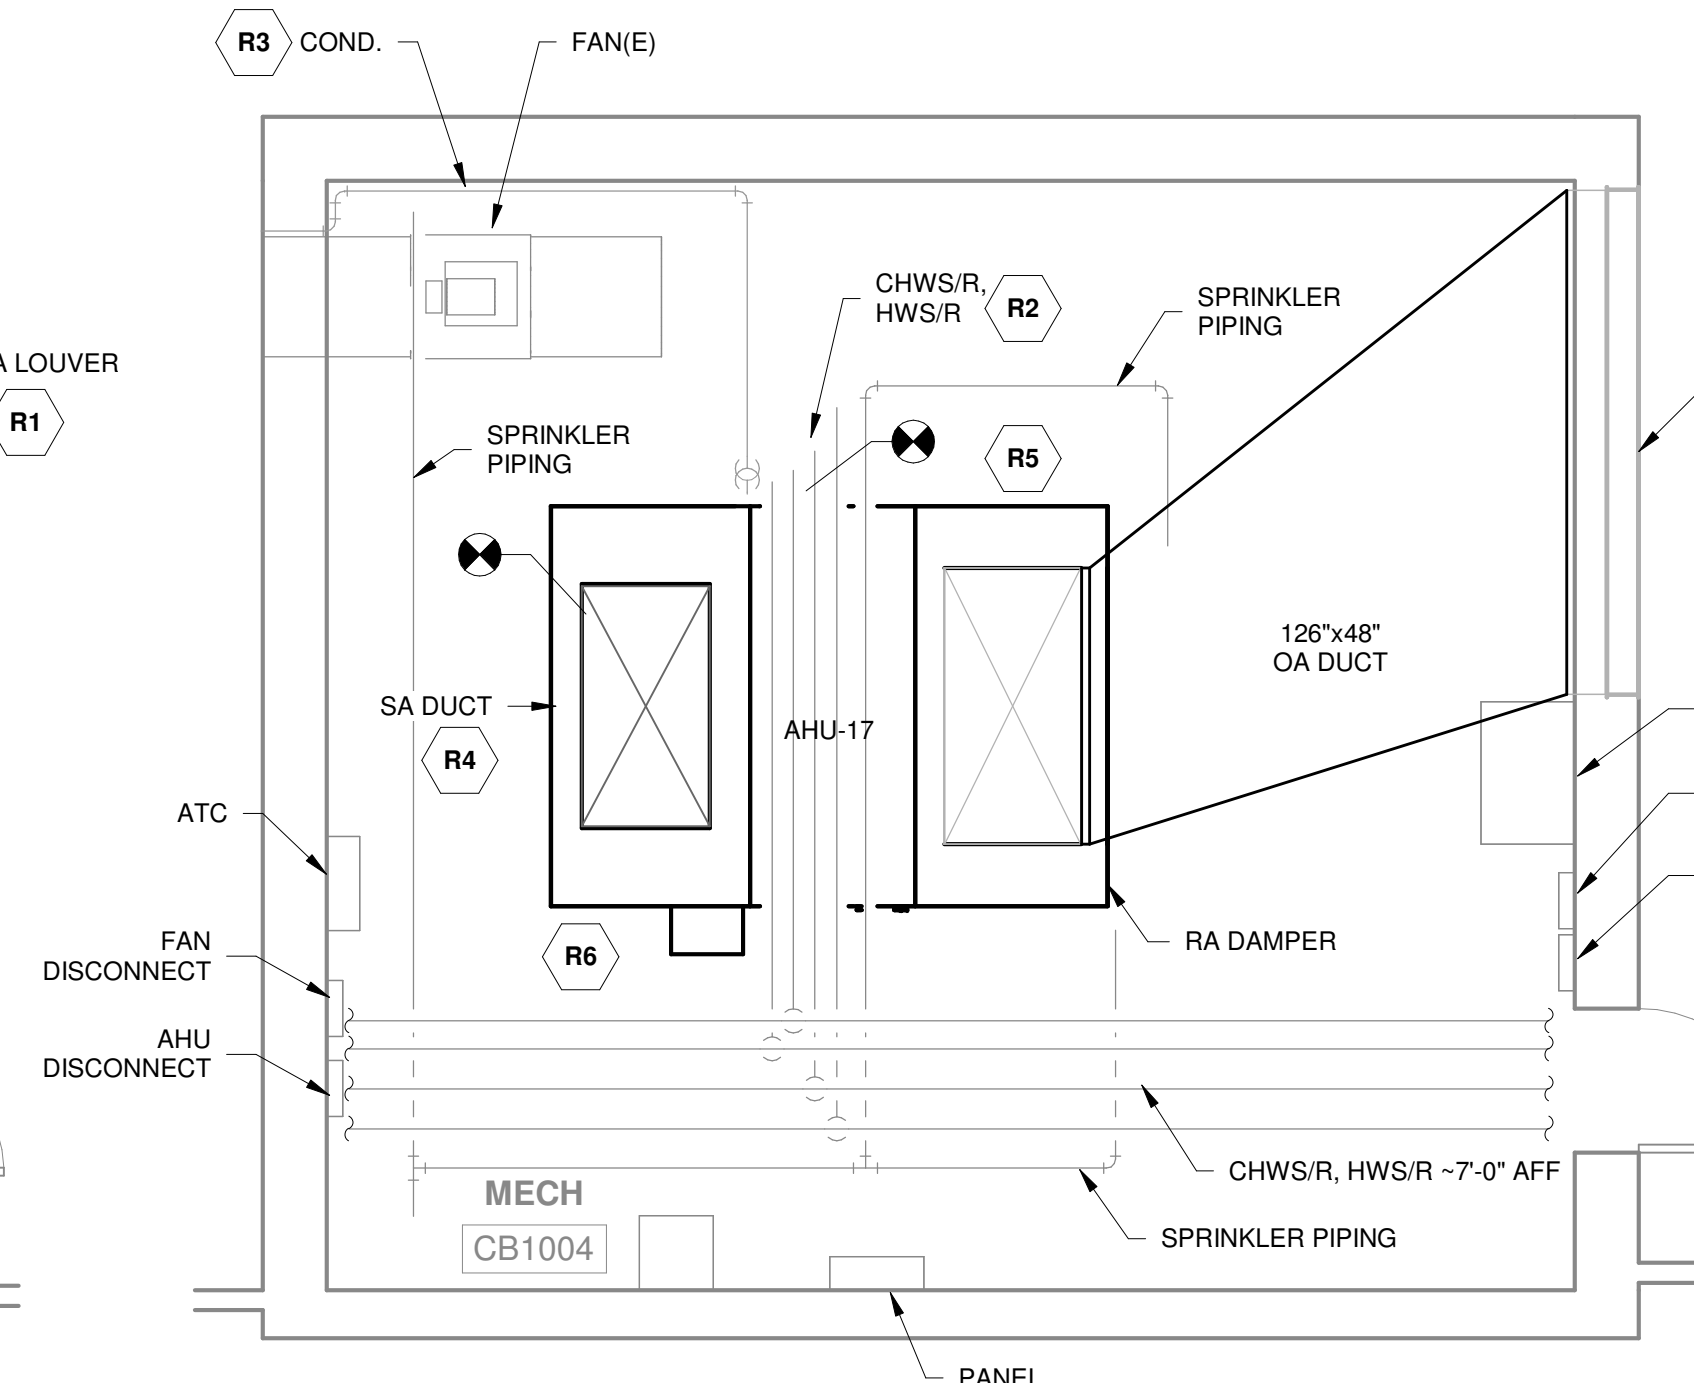 R3 COND.
FAN(E)
A LOUVER
R1
CHWS/R,
HWS/R
R2
SPRINKLER
PIPING
SPRINKLER
PIPING
R5
126"x48"
OA DUCT
SA DUCT
R4
AHU-17
ATC
RA DAMPER
FAN
DISCONNECT
R6
AHU
DISCONNECT
CHWS/R, HWS/R ~7'-0" AFF
MECH
CB1004
SPRINKLER PIPING
PANEL